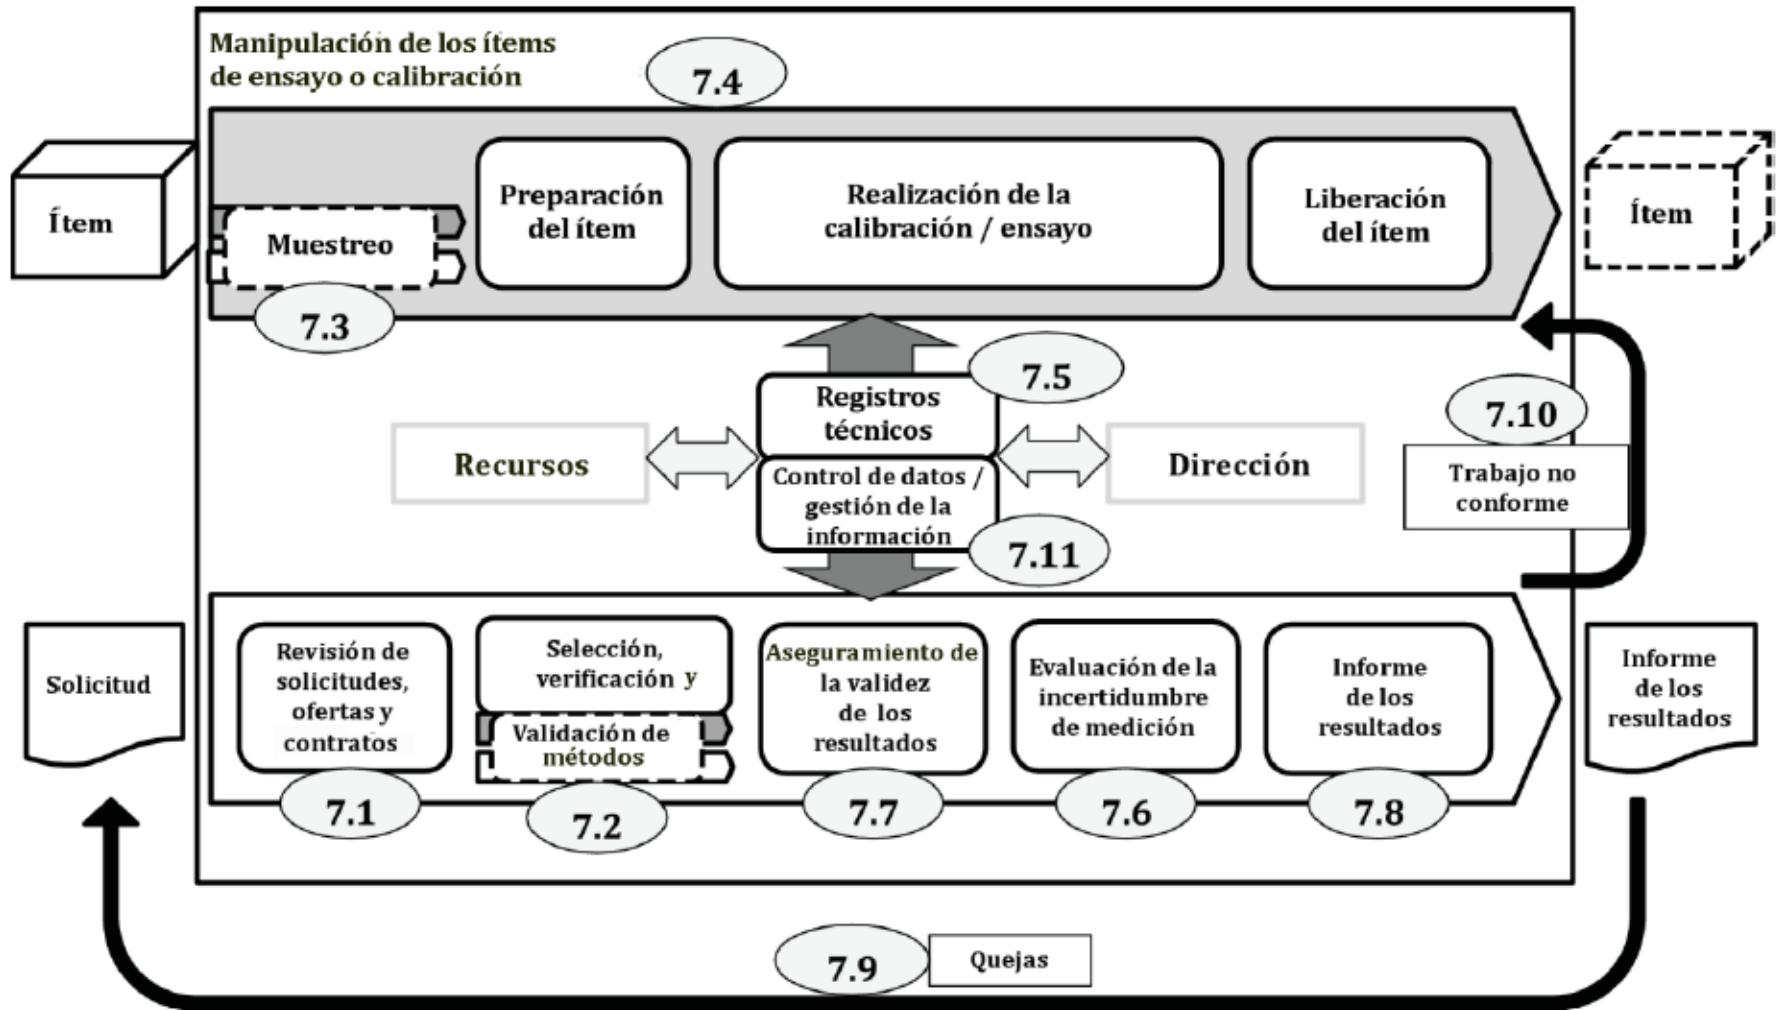 Manipulación de los ítems
de ensayo o calibración
7.4
Ítem
Muestreo
7.3
Preparación
del ítem
Realización de la
calibración / ensayo
Liberación
del ítem
Ítem
7.5
Registros
técnicos
Recursos
Dirección
Control de datos /
gestión de la
información
7.11
7.10
Trabajo no
conforme
Solicitud
Revisión de
solicitudes,
ofertas y
contratos
7.1
Selección,
verificación y
Validación de
métodos
7.2
Aseguramiento de
la validez
de los
resultados
7.7
Evaluación de la
incertidumbre
de medición
7.6
Informe
de los
resultados
7.8
Informe
de los
resultados
7.9
Quejas